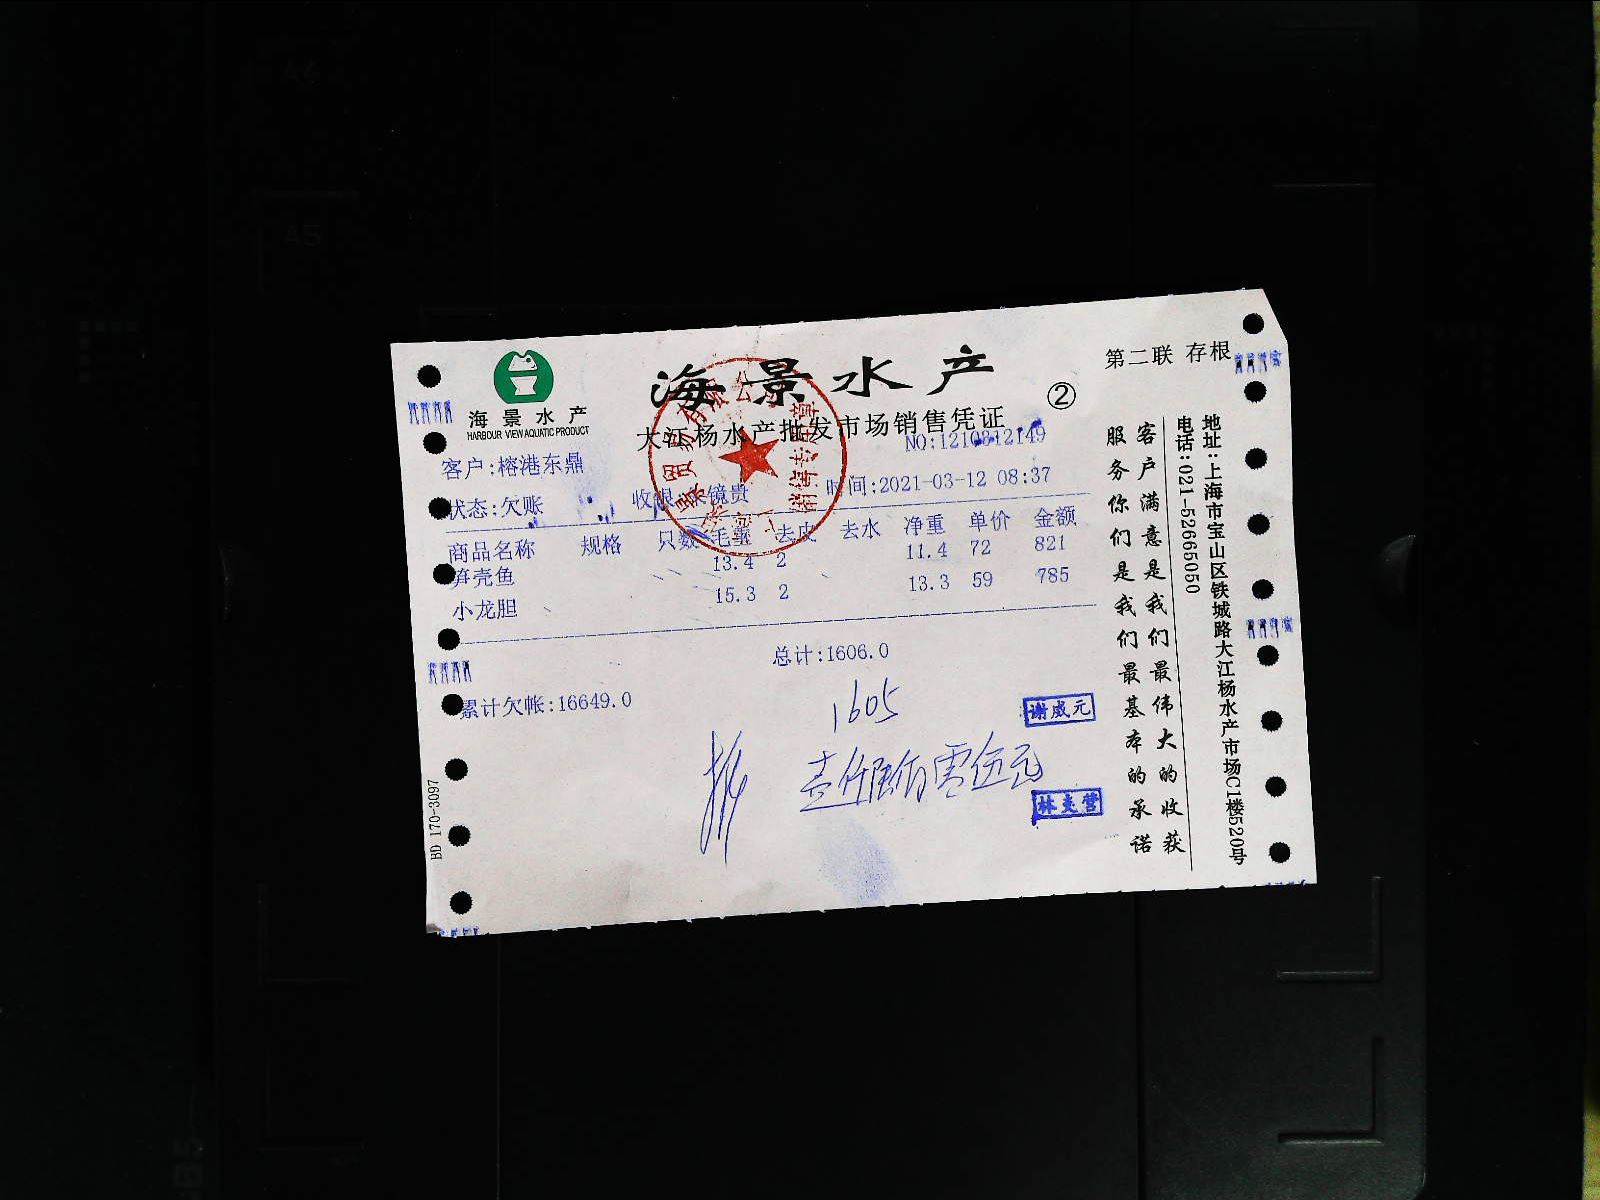 海景水产
HARBOUR VIEW AQUATIC PRODUCT
海景水产
大江杨水产批发市场销售凭证
②
第二联 存根
NO:1210312149
客户:榕港东鼎
状态:欠账
镜贵
时间:2021-03-12 08:37
商品名称 规格 只数 毛重 去皮 去水 净重 单价 金额
笋壳鱼 13.4 2 11.4 72 821
小龙胆 15.3 2 13.3 59 785
总计:1606.0
累计欠帐:16649.0
1605
壹仟陆佰零伍元
谢成元
BD 170-3097
客户满意是我们最伟大的收获
服务你们是我们最基本的承诺
地址:上海市宝山区铁城路大江杨水产市场C1楼520号
电话:021-52665050